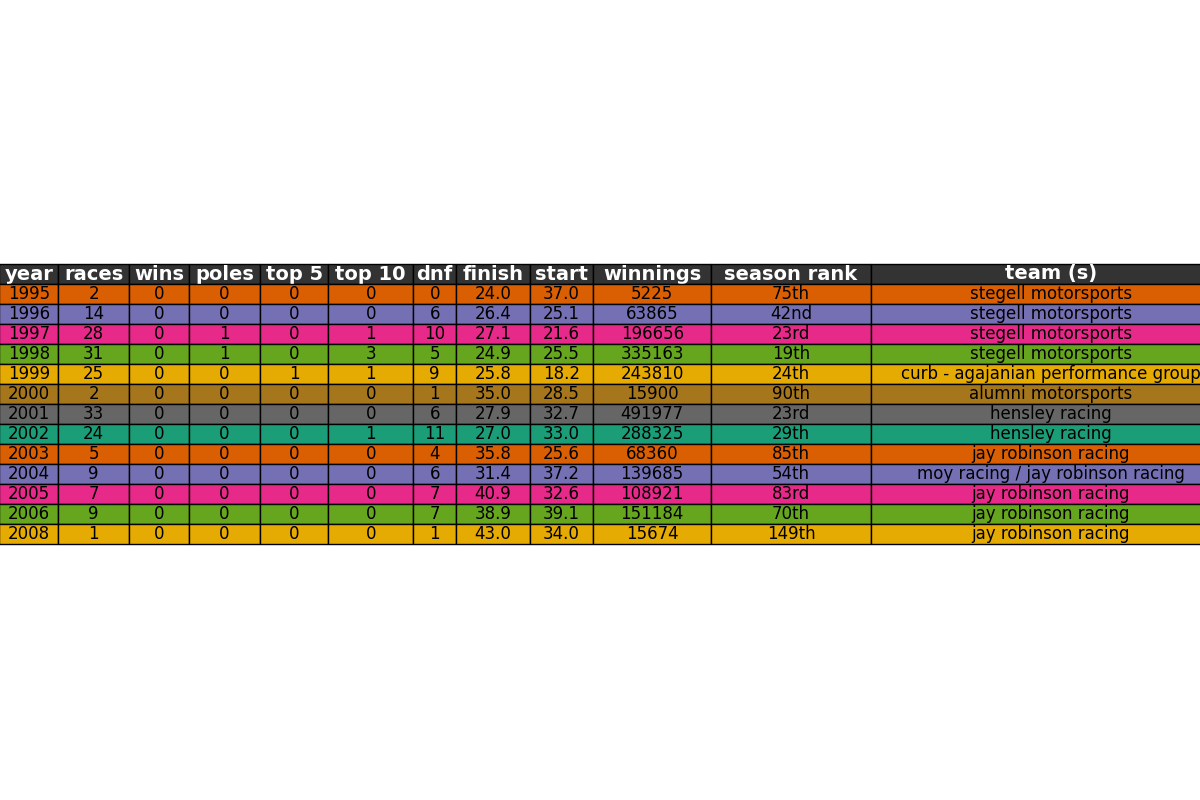 year races wins poles top 5 top 10 dnf finish start winnings season rank team (s)
1995 2 0 0 0 0 0 24.0 37.0 5225 75th stegell motorsports
1996 14 0 0 0 0 6 26.4 25.1 63865 42nd stegell motorsports
1997 28 0 1 0 1 10 27.1 21.6 196656 23rd stegell motorsports
1998 31 0 1 0 3 5 24.9 25.5 335163 19th stegell motorsports
1999 25 0 0 1 1 9 25.8 18.2 243810 24th curb - agajanian performance group
2000 2 0 0 0 0 1 35.0 28.5 15900 90th alumni motorsports
2001 33 0 0 0 0 6 27.9 32.7 491977 23rd hensley racing
2002 24 0 0 0 1 11 27.0 33.0 288325 29th hensley racing
2003 5 0 0 0 0 4 35.8 25.6 68360 85th jay robinson racing
2004 9 0 0 0 0 6 31.4 37.2 139685 54th moy racing / jay robinson racing
2005 7 0 0 0 0 7 40.9 32.6 108921 83rd jay robinson racing
2006 9 0 0 0 0 7 38.9 39.1 151184 70th jay robinson racing
2008 1 0 0 0 0 1 43.0 34.0 15674 149th jay robinson racing